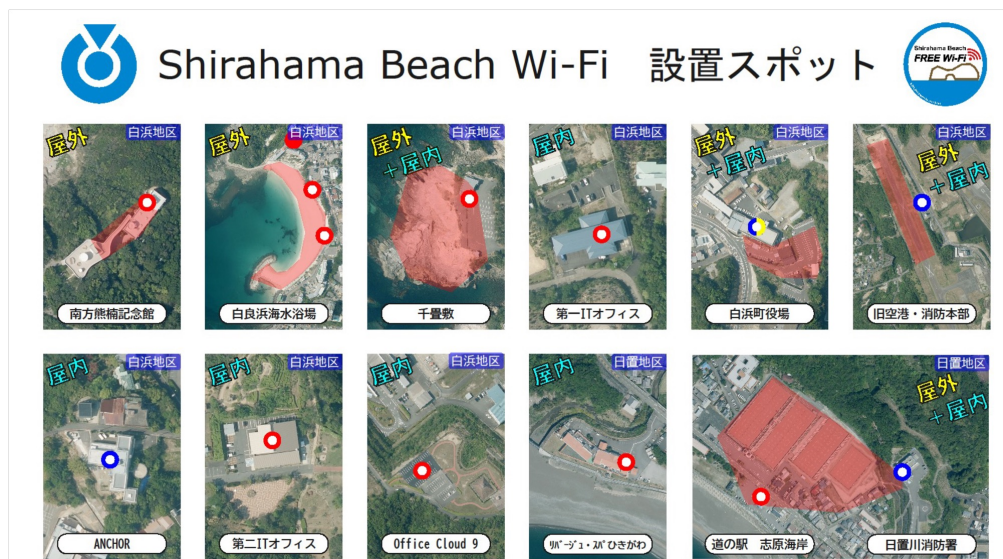 Shirahama Beach Wi-Fi 設置スポット
Shirahama Beach
FREE Wi-Fi
屋外
白浜地区
南方熊楠記念館
屋外
白浜地区
白良浜海水浴場
屋外
+屋内
白浜地区
千畳敷
屋内
白浜地区
第一ITオフィス
屋外
+屋内
白浜地区
白浜町役場
白浜地区
屋外
+屋内
旧空港・消防本部
屋内
白浜地区
ANCHOR
屋内
白浜地区
第二ITオフィス
屋内
白浜地区
Office Cloud 9
屋内
日置地区
リバージュ・スパひきがわ
日置地区
屋外
+屋内
道の駅 志原海岸
日置川消防署